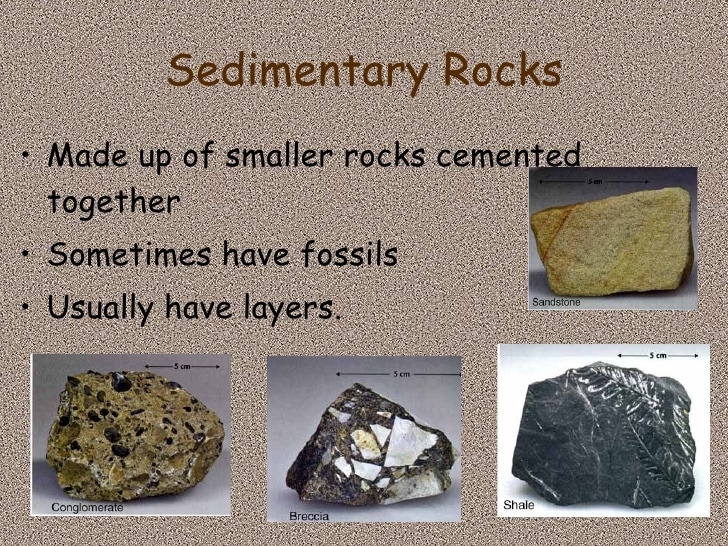 Sedimentary Rocks
• Made up of smaller rocks cemented
together
• Sometimes have fossils
• Usually have layers.
5 cm
Sandstone
5 cm
Conglomerate
5 cm
Breccia
5 cm
Shale